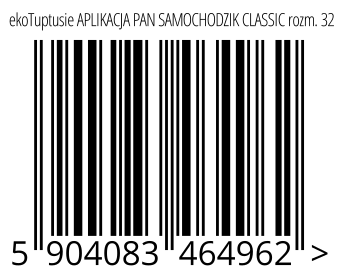 ekoTuptusie APLIKACJA PAN SAMOCHODZIK CLASSIC rozm. 32
5 904083 464962 >